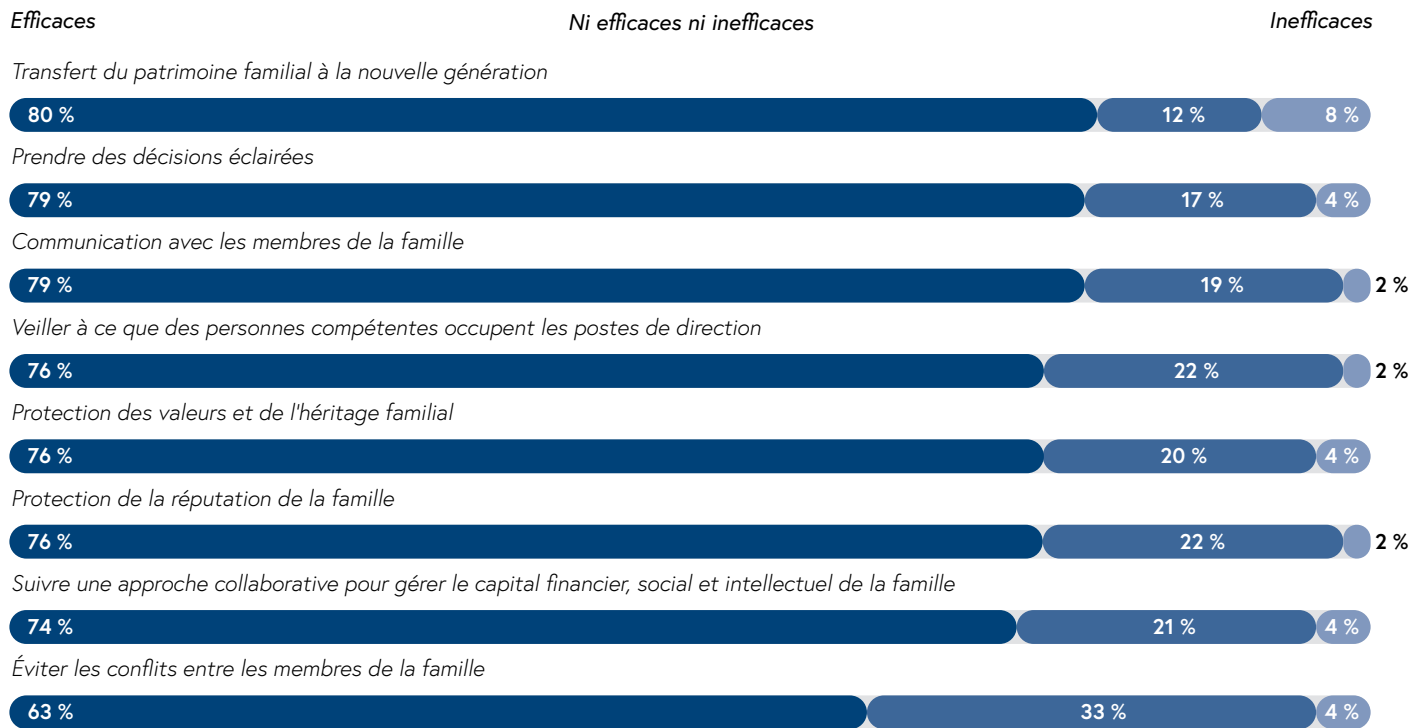 Efficaces Ni efficaces ni inefficaces Inefficaces
Transfert du patrimoine familial à la nouvelle génération
80 % 12 % 8 %
Prendre des décisions éclairées
79 % 17 % 4 %
Communication avec les membres de la famille
79 % 19 % 2 %
Veiller à ce que des personnes compétentes occupent les postes de direction
76 % 22 % 2 %
Protection des valeurs et de l'héritage familial
76 % 20 % 4 %
Protection de la réputation de la famille
76 % 22 % 2 %
Suivre une approche collaborative pour gérer le capital financier, social et intellectuel de la famille
74 % 21 % 4 %
Éviter les conflits entre les membres de la famille
63 % 33 % 4 %